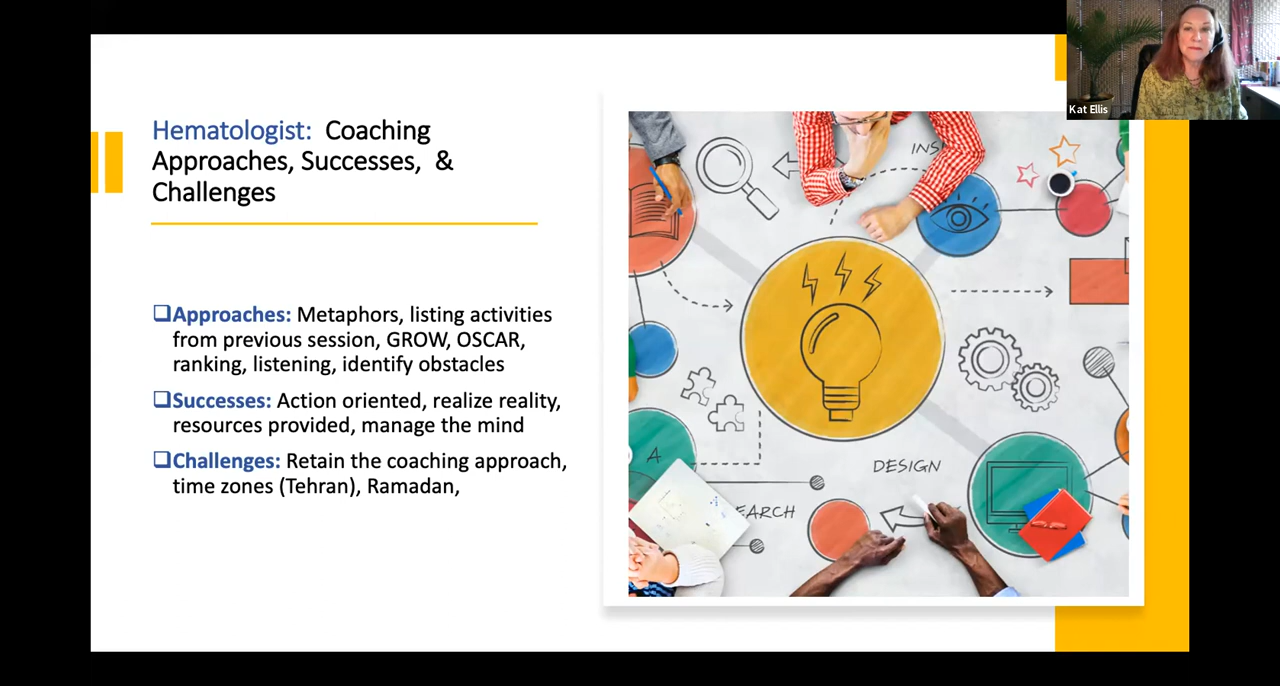 Kat Ellis
Hematologist: Coaching
Approaches, Successes, &
Challenges
❑Approaches: Metaphors, listing activities
from previous session, GROW, OSCAR,
ranking, listening, identify obstacles
❑Successes: Action oriented, realize reality,
resources provided, manage the mind
❑Challenges: Retain the coaching approach,
time zones (Tehran), Ramadan,
INS
A
DESIGN
EARCH